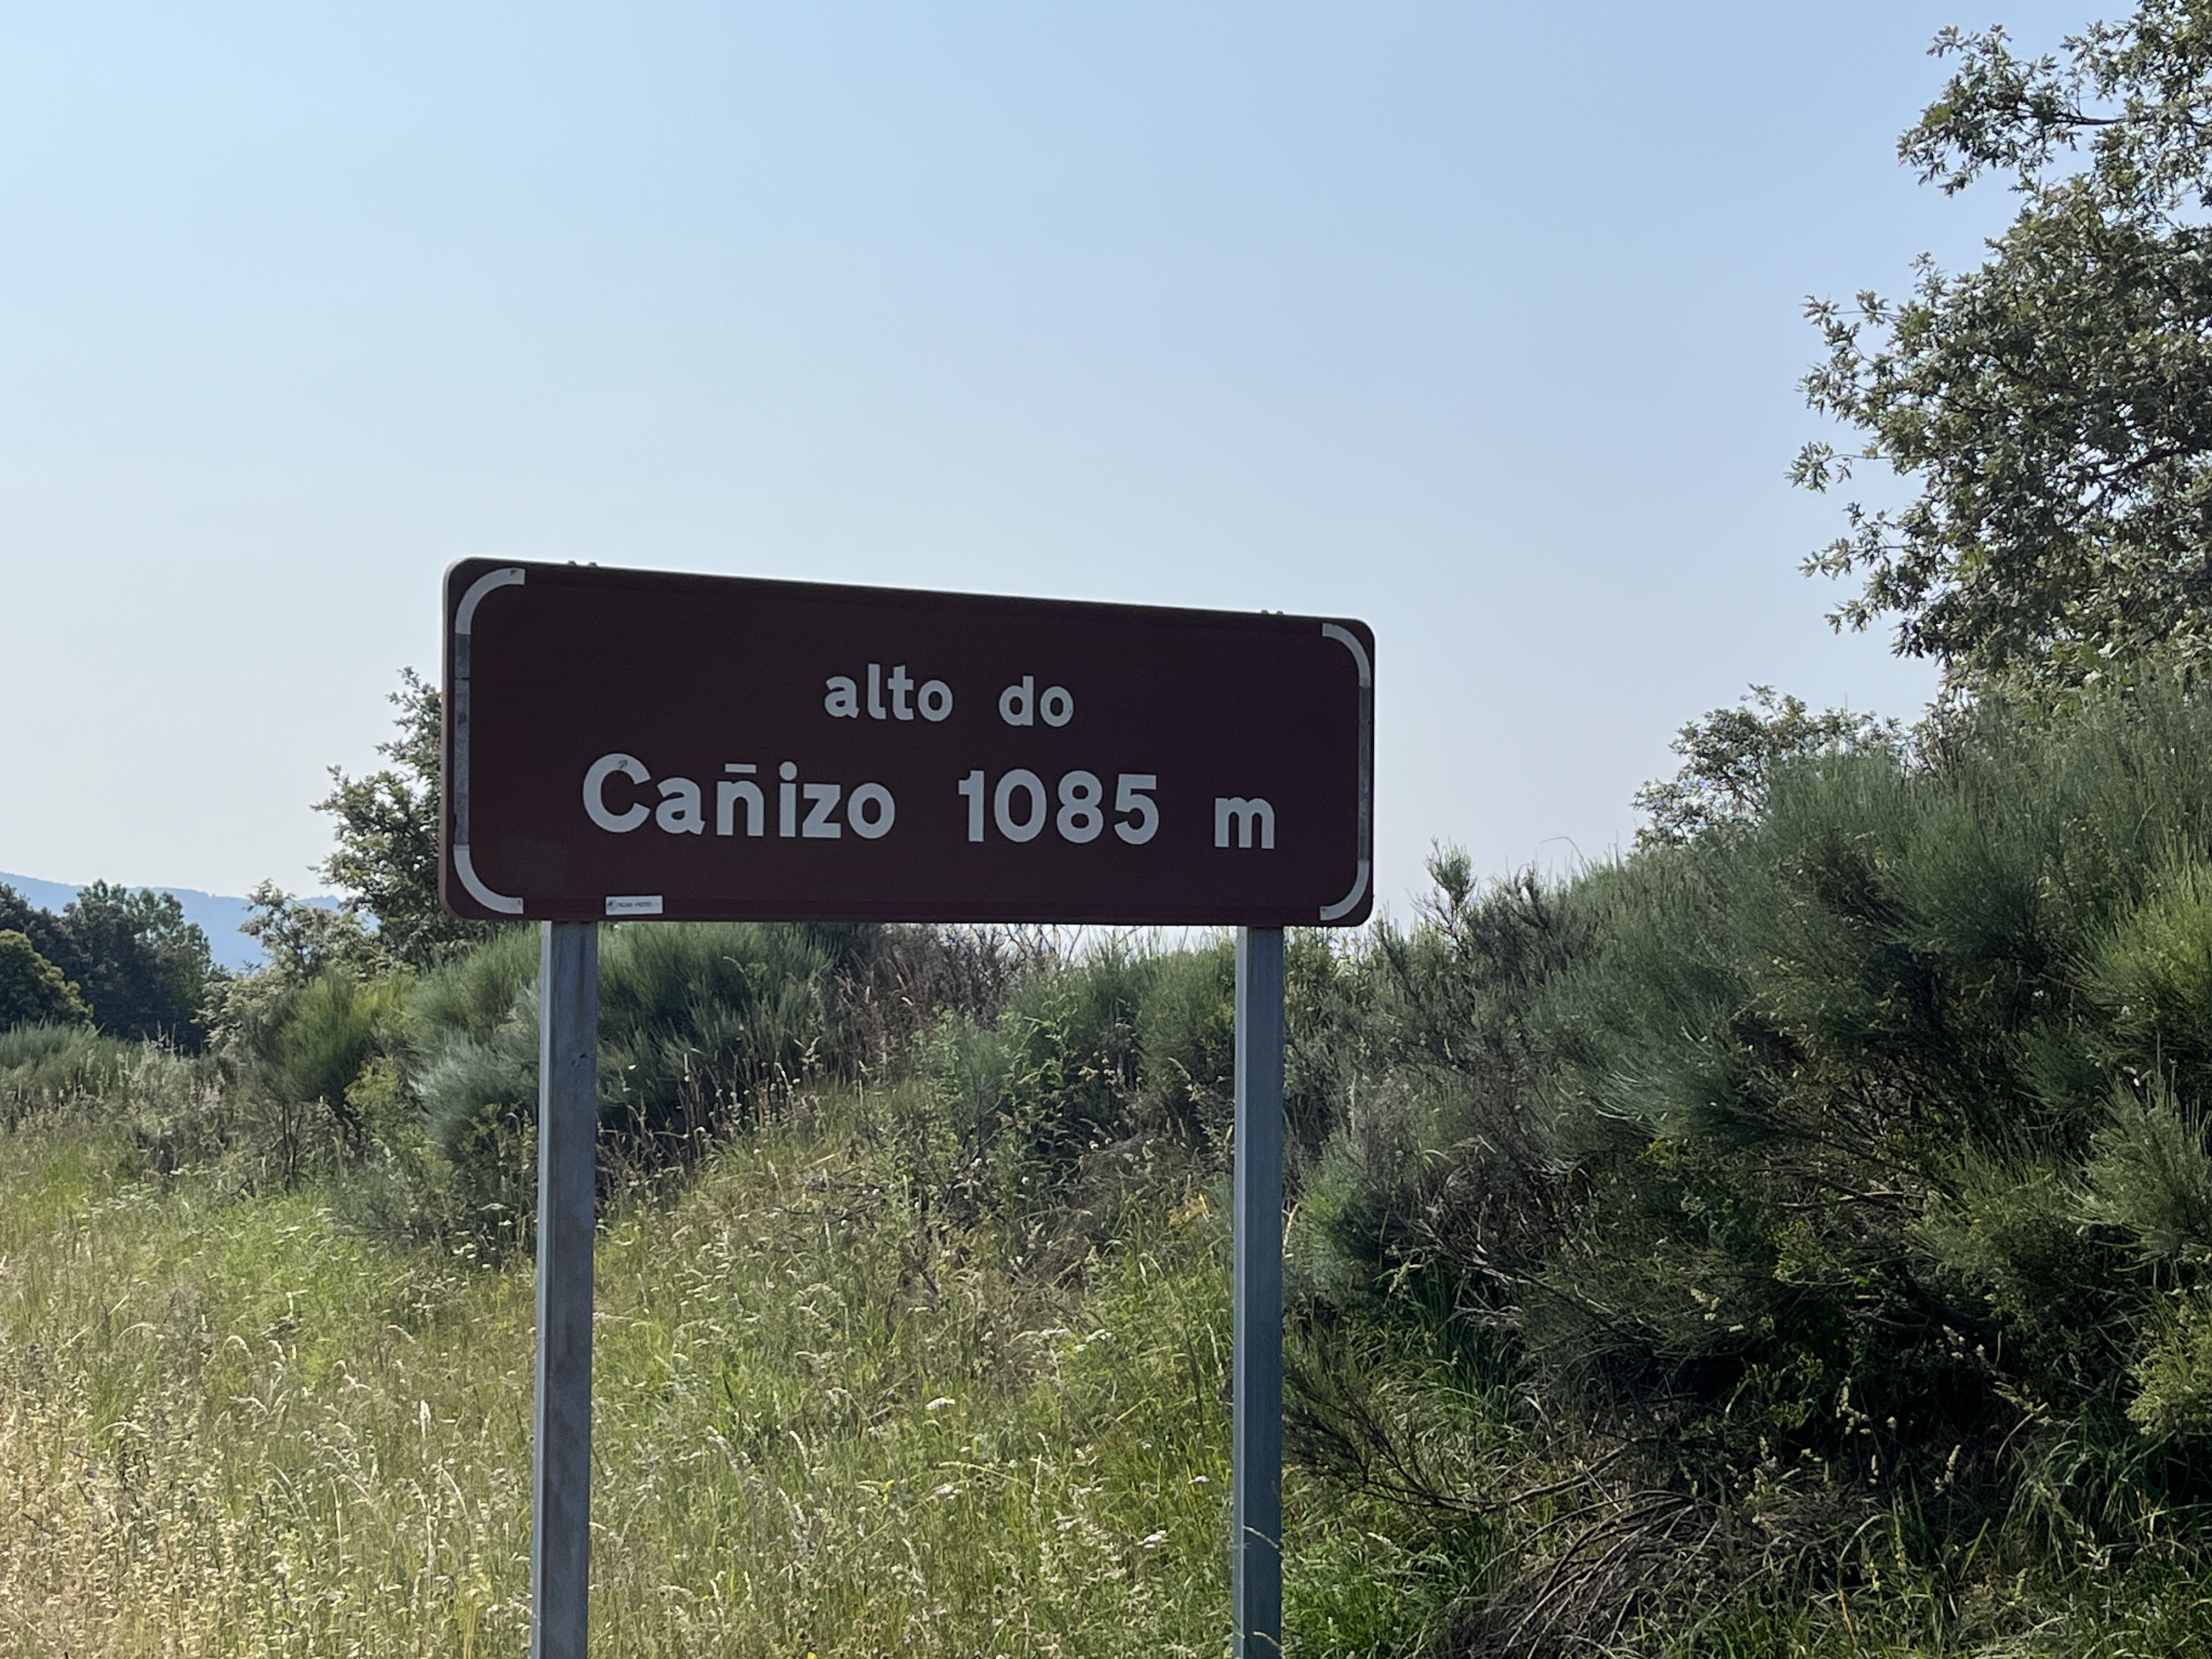 alto do
Cañizo 1085 m